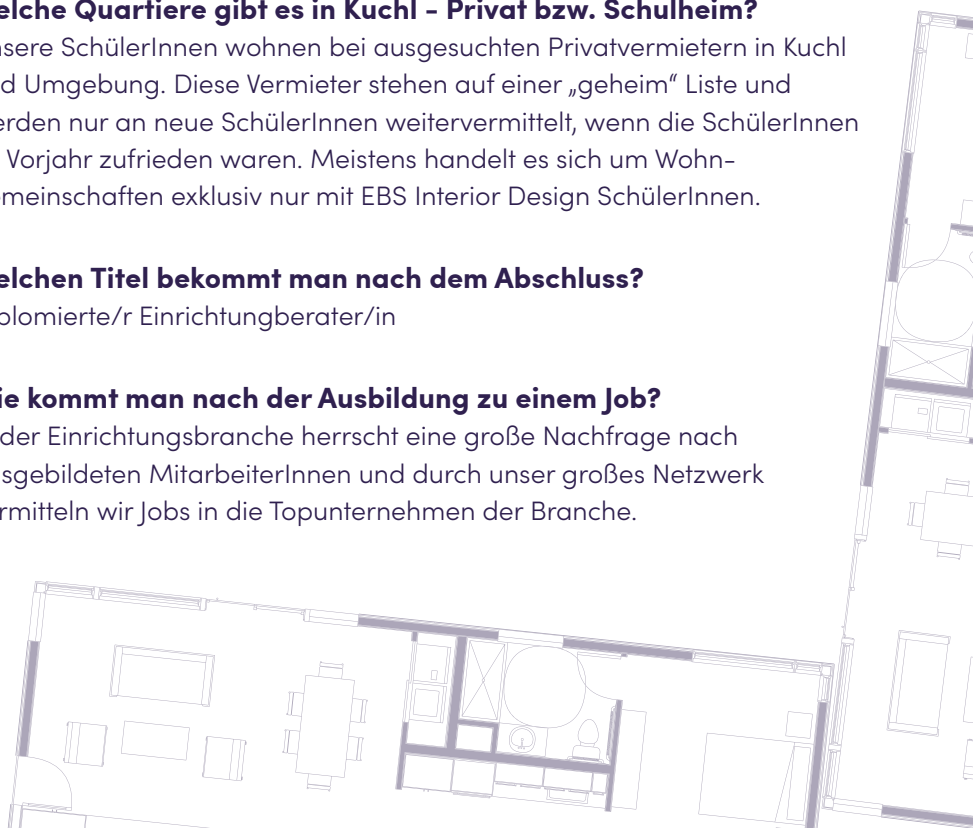 elche Quartiere gibt es in Kuchl - Privat bzw. Schulheim?
nsere SchülerInnen wohnen bei ausgesuchten Privatvermietern in Kuchl
d Umgebung. Diese Vermieter stehen auf einer „geheim“ Liste und
erden nur an neue SchülerInnen weitervermittelt, wenn die SchülerInnen
Vorjahr zufrieden waren. Meistens handelt es sich um Wohn-
emeinschaften exklusiv nur mit EBS Interior Design SchülerInnen.
elchen Titel bekommt man nach dem Abschluss?
plomierte/r Einrichtungberater/in
ie kommt man nach der Ausbildung zu einem Job?
der Einrichtungsbranche herrscht eine große Nachfrage nach
sgebildeten MitarbeiterInnen und durch unser großes Netzwerk
rmitteln wir Jobs in die Topunternehmen der Branche.